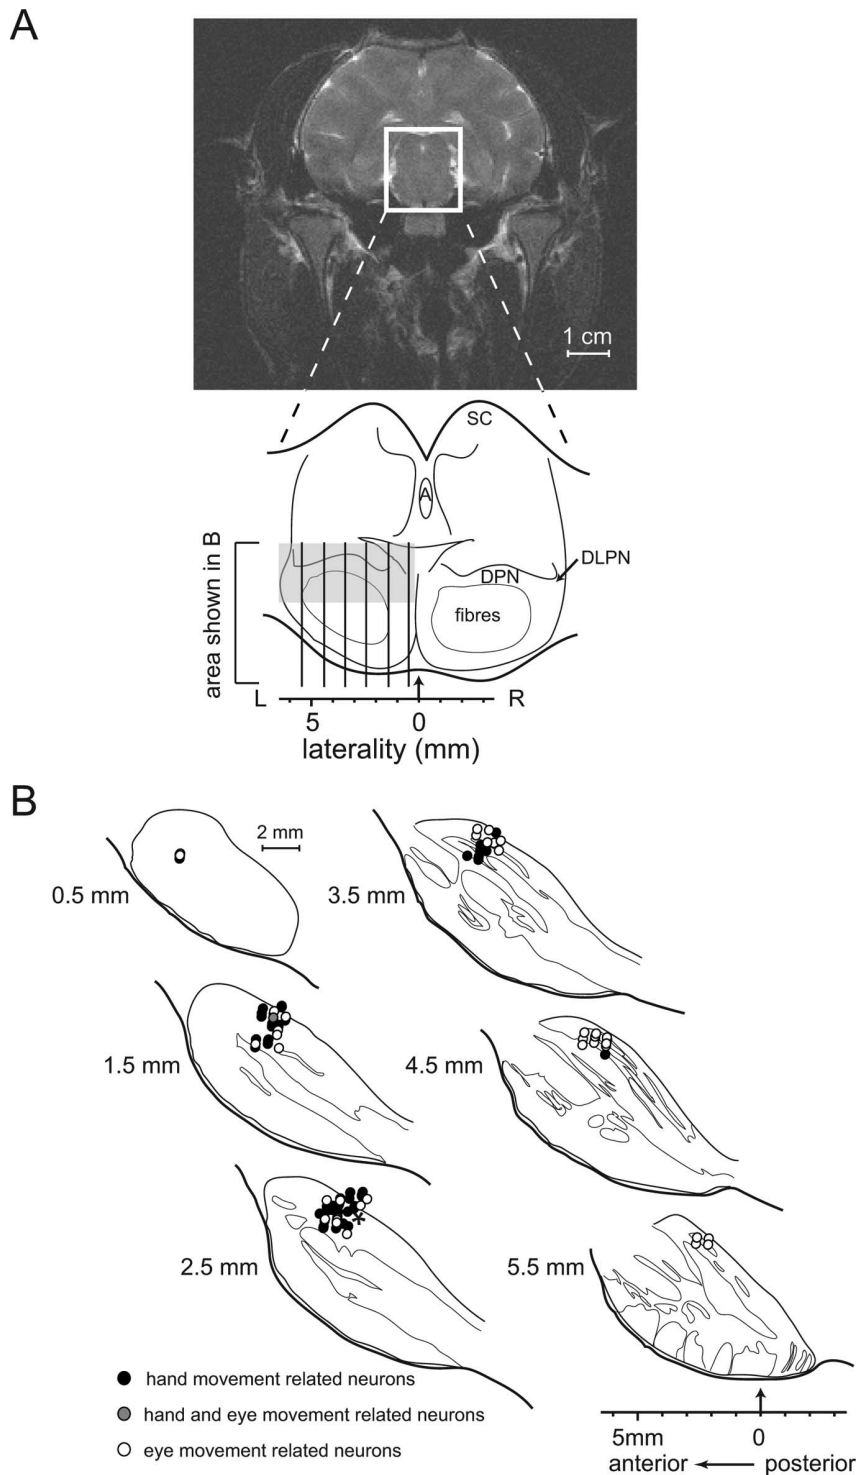 A
1 cm
SC
A
DLPN
DPN
fibres
area shown in B
L
R
5
0
laterality (mm)
B
2 mm
0.5 mm
3.5 mm
1.5 mm
4.5 mm
2.5 mm
*
5.5 mm
hand movement related neurons
hand and eye movement related neurons
eye movement related neurons
5mm
0
anterior
posterior